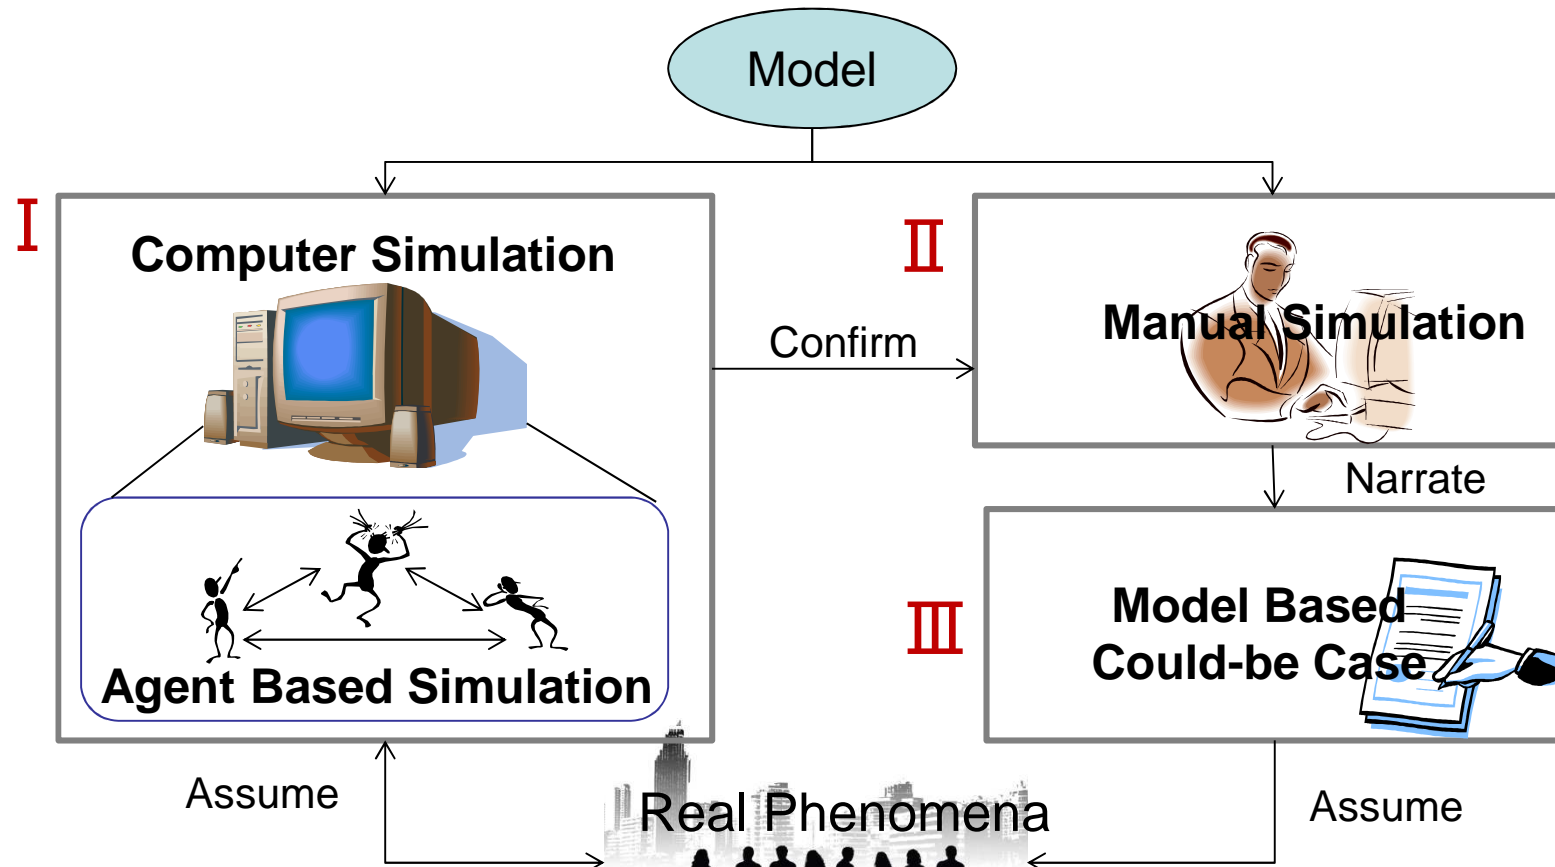 Model
I
Computer Simulation
II
Manual Simulation
Confirm
Narrate
III
Model Based
Could-be Case
Agent Based Simulation
Assume
Real Phenomena
Assume